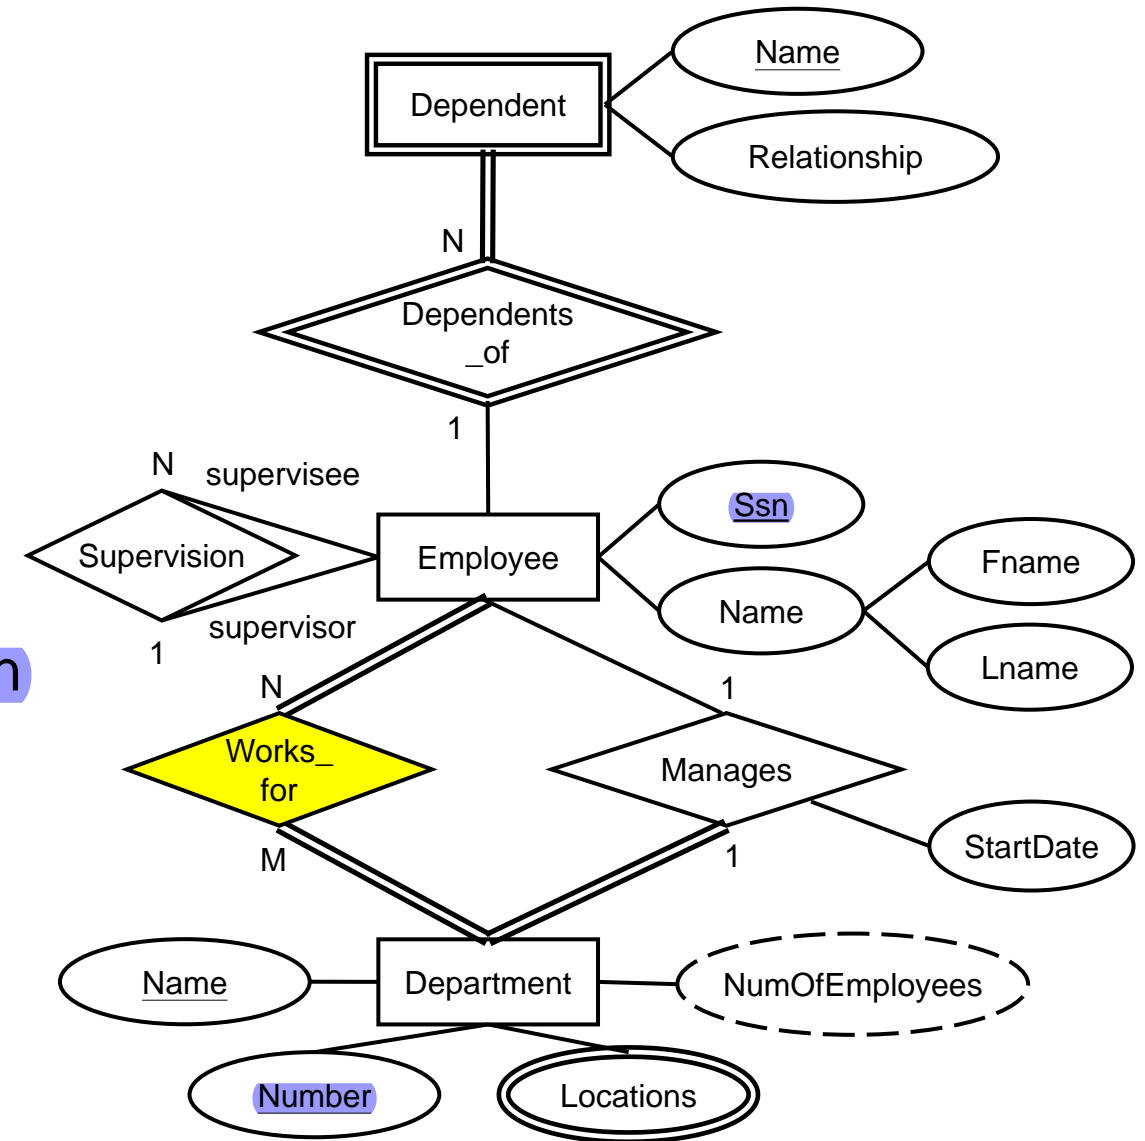 Name
Dependent
Relationship
N
Dependents
_of
1
N
supervisee
Ssn
Supervision
Employee
Fname
Name
supervisor
1
Lname
n
N
1
Works_
for
Manages
M
1
StartDate
Name
Department
NumOfEmployees
Number
Locations